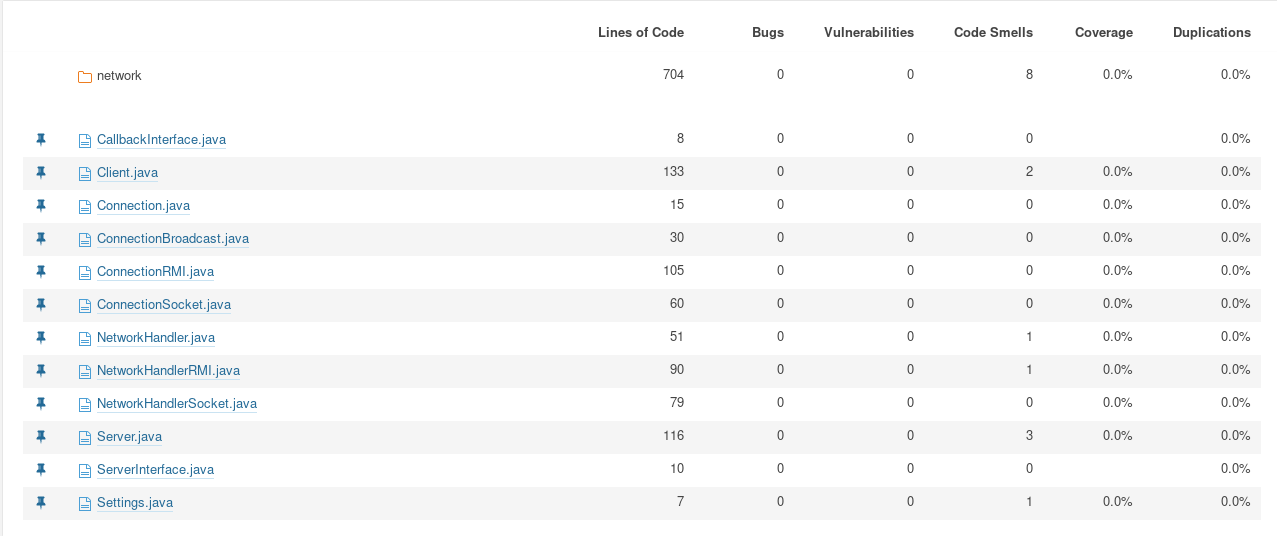 Lines of Code Bugs Vulnerabilities Code Smells Coverage Duplications
network 704 0 0 8 0.0% 0.0%
CallbackInterface.java 8 0 0 0 0.0%
Client.java 133 0 0 2 0.0% 0.0%
Connection.java 15 0 0 0 0.0% 0.0%
ConnectionBroadcast.java 30 0 0 0 0.0% 0.0%
ConnectionRMI.java 105 0 0 0 0.0% 0.0%
ConnectionSocket.java 60 0 0 0 0.0% 0.0%
NetworkHandler.java 51 0 0 1 0.0% 0.0%
NetworkHandlerRMI.java 90 0 0 1 0.0% 0.0%
NetworkHandlerSocket.java 79 0 0 0 0.0% 0.0%
Server.java 116 0 0 3 0.0% 0.0%
ServerInterface.java 10 0 0 0 0.0%
Settings.java 7 0 0 1 0.0% 0.0%